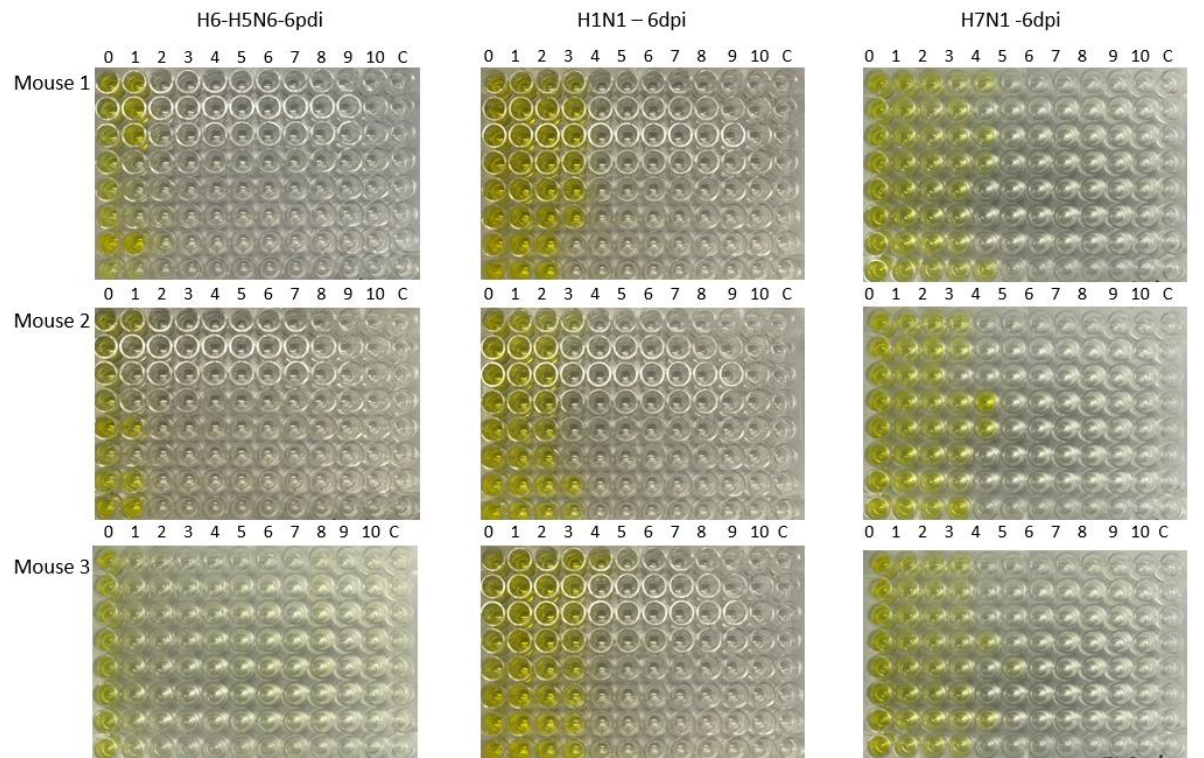 H6-H5N6-6pdi H1N1 – 6dpi H7N1 -6dpi
0 1 2 3 4 5 6 7 8 9 10 C 0 1 2 3 4 5 6 7 8 9 10 C 0 1 2 3 4 5 6 7 8 9 10 C
Mouse 1
0 1 2 3 4 5 6 7 8 9 10 C 0 1 2 3 4 5 6 7 8 9 10 C 0 1 2 3 4 5 6 7 8 9 10 C
Mouse 2
0 1 2 3 4 5 6 7 8 9 10 C 0 1 2 3 4 5 6 7 8 9 10 C 0 1 2 3 4 5 6 7 8 9 10 C
Mouse 3